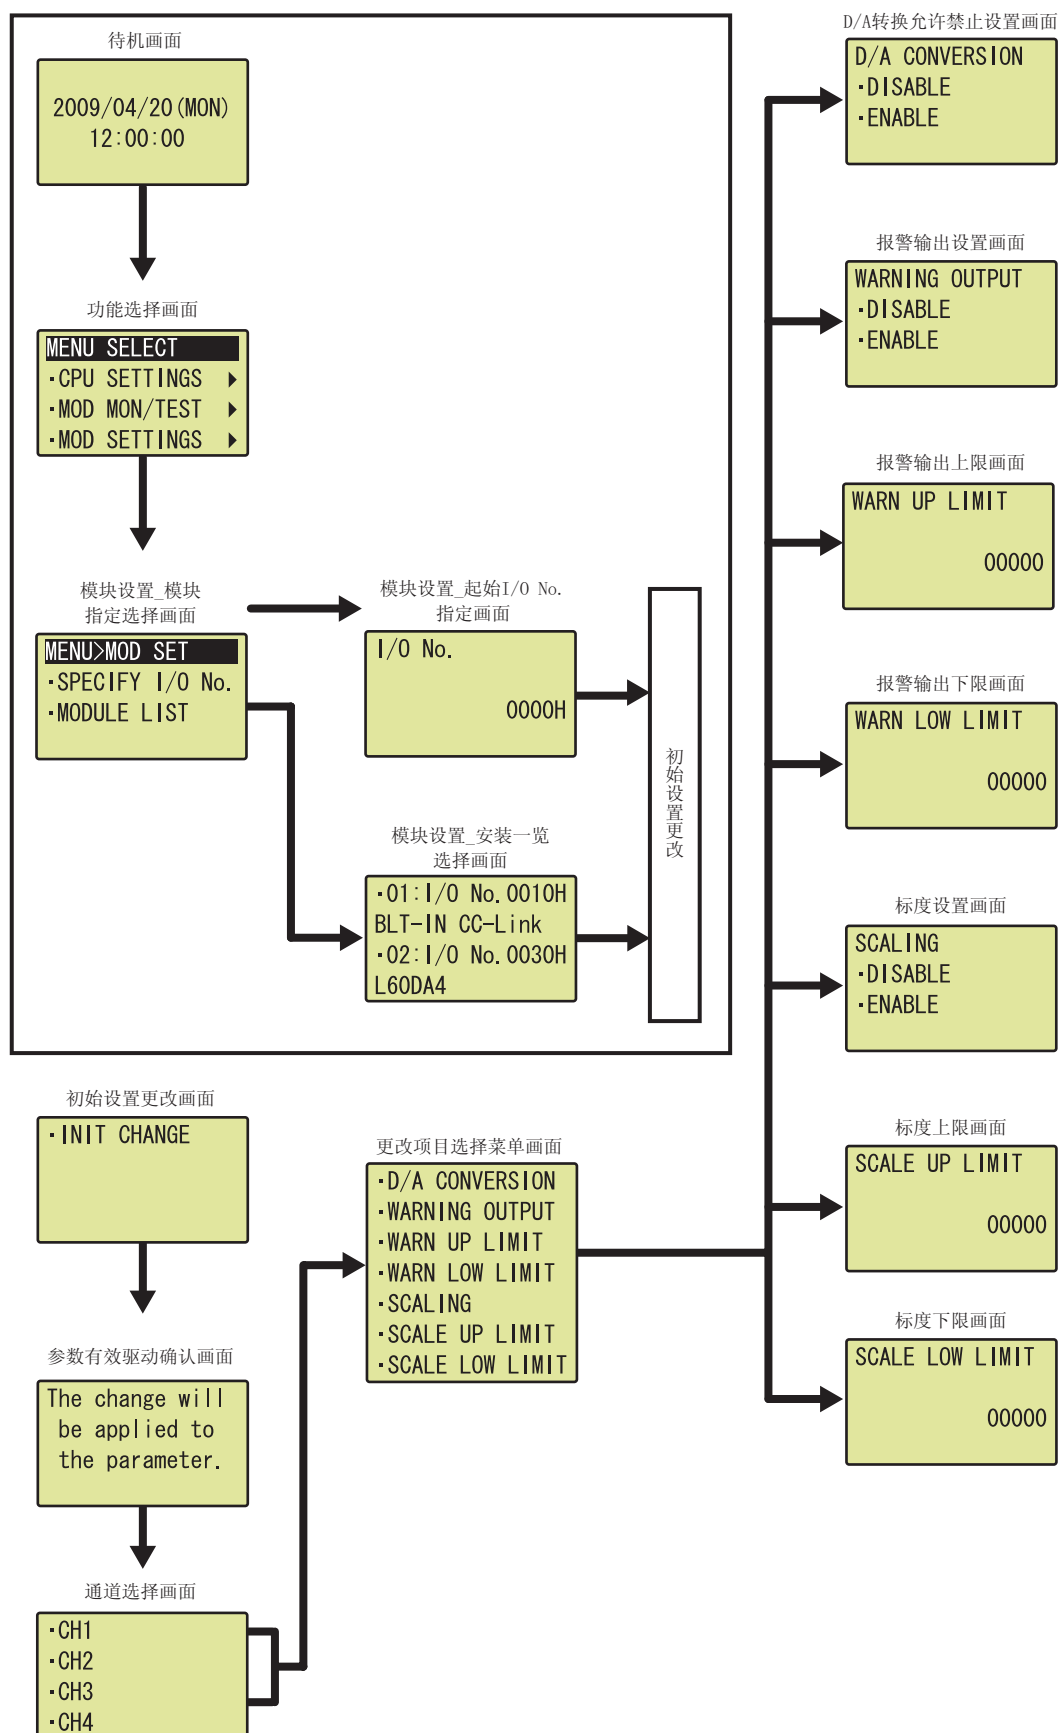 待机画面
2009/04/20(MON)
12:00:00
功能选择画面
MENU SELECT
·CPU SETTINGS
·MOD MON/TEST
·MOD SETTINGS
模块设置_模块
指定选择画面
MENU>MOD SET
·SPECIFY I/O No.
·MODULE LIST
模块设置_起始I/O No.
指定画面
I/O No.
0000H
模块设置_安装一览
选择画面
·01:I/O No.0010H
BLT-IN CC-Link
·02:I/O No.0030H
L60DA4
初始设置更改
初始设置更改画面
·INIT CHANGE
参数有效驱动确认画面
The change will
be applied to
the parameter.
通道选择画面
·CH1
·CH2
·CH3
·CH4
更改项目选择菜单画面
·D/A CONVERSION
·WARNING OUTPUT
·WARN UP LIMIT
·WARN LOW LIMIT
·SCALING
·SCALE UP LIMIT
·SCALE LOW LIMIT
D/A转换允许禁止设置画面
D/A CONVERSION
·DISABLE
·ENABLE
报警输出设置画面
WARNING OUTPUT
·DISABLE
·ENABLE
报警输出上限画面
WARN UP LIMIT
00000
报警输出下限画面
WARN LOW LIMIT
00000
标度设置画面
SCALING
·DISABLE
·ENABLE
标度上限画面
SCALE UP LIMIT
00000
标度下限画面
SCALE LOW LIMIT
00000